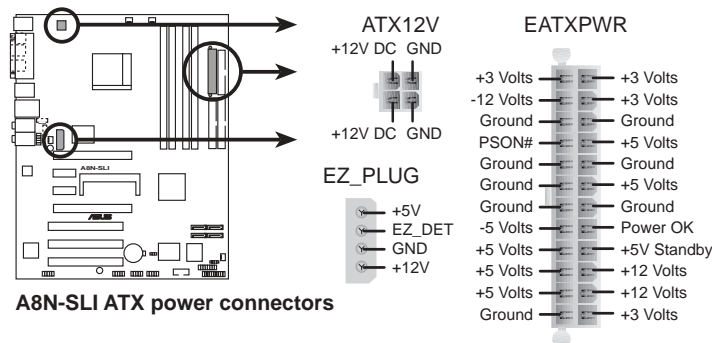 ATX12V
+12V DC GND
+12V DC GND
EZ_PLUG
+5V
EZ_DET
GND
+12V
EATXPWR
+3 Volts +3 Volts
-12 Volts +3 Volts
Ground Ground
PSON# +5 Volts
Ground Ground
Ground +5 Volts
Ground Ground
-5 Volts Power OK
+5 Volts +5V Standby
+5 Volts +12 Volts
+5 Volts +12 Volts
Ground +3 Volts
A8N-SLI
ASUS
A8N-SLI ATX power connectors